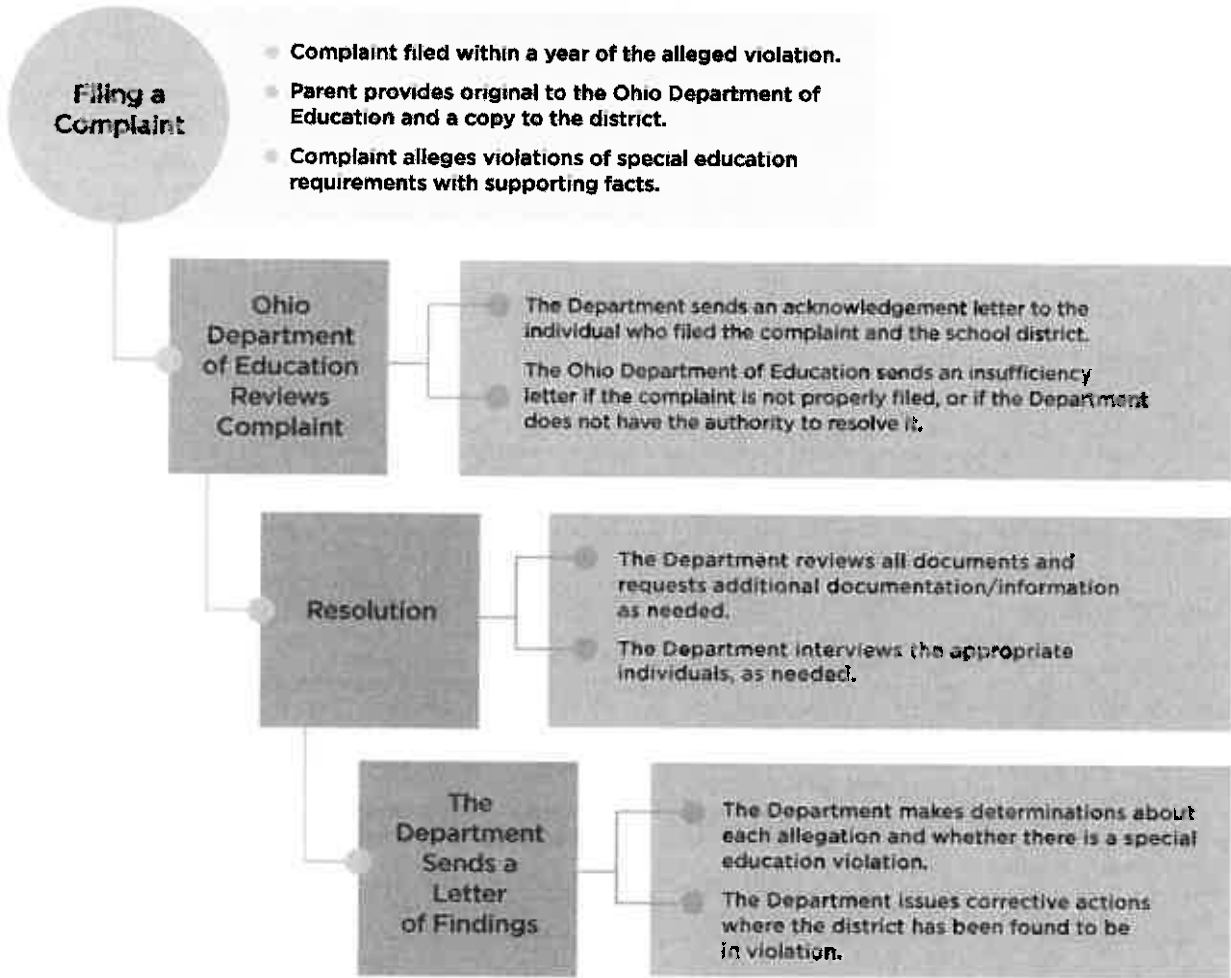 Filing a
Complaint
Complaint filed within a year of the alleged violation.
Parent provides original to the Ohio Department of
Education and a copy to the district.
Complaint alleges violations of special education
requirements with supporting facts.
Ohio
Department
of Education
Reviews
Complaint
The Department sends an acknowledgement letter to the
individual who filed the complaint and the school district.
The Ohio Department of Education sends an insufficiency
letter if the complaint is not properly filed, or if the Department
does not have the authority to resolve it.
Resolution
The Department reviews all documents and
requests additional documentation/information
as needed.
The Department interviews the appropriate
individuals, as needed.
The
Department
Sends a
Letter
of Findings
The Department makes determinations about
each allegation and whether there is a special
education violation.
The Department issues corrective actions
where the district has been found to be
in violation.